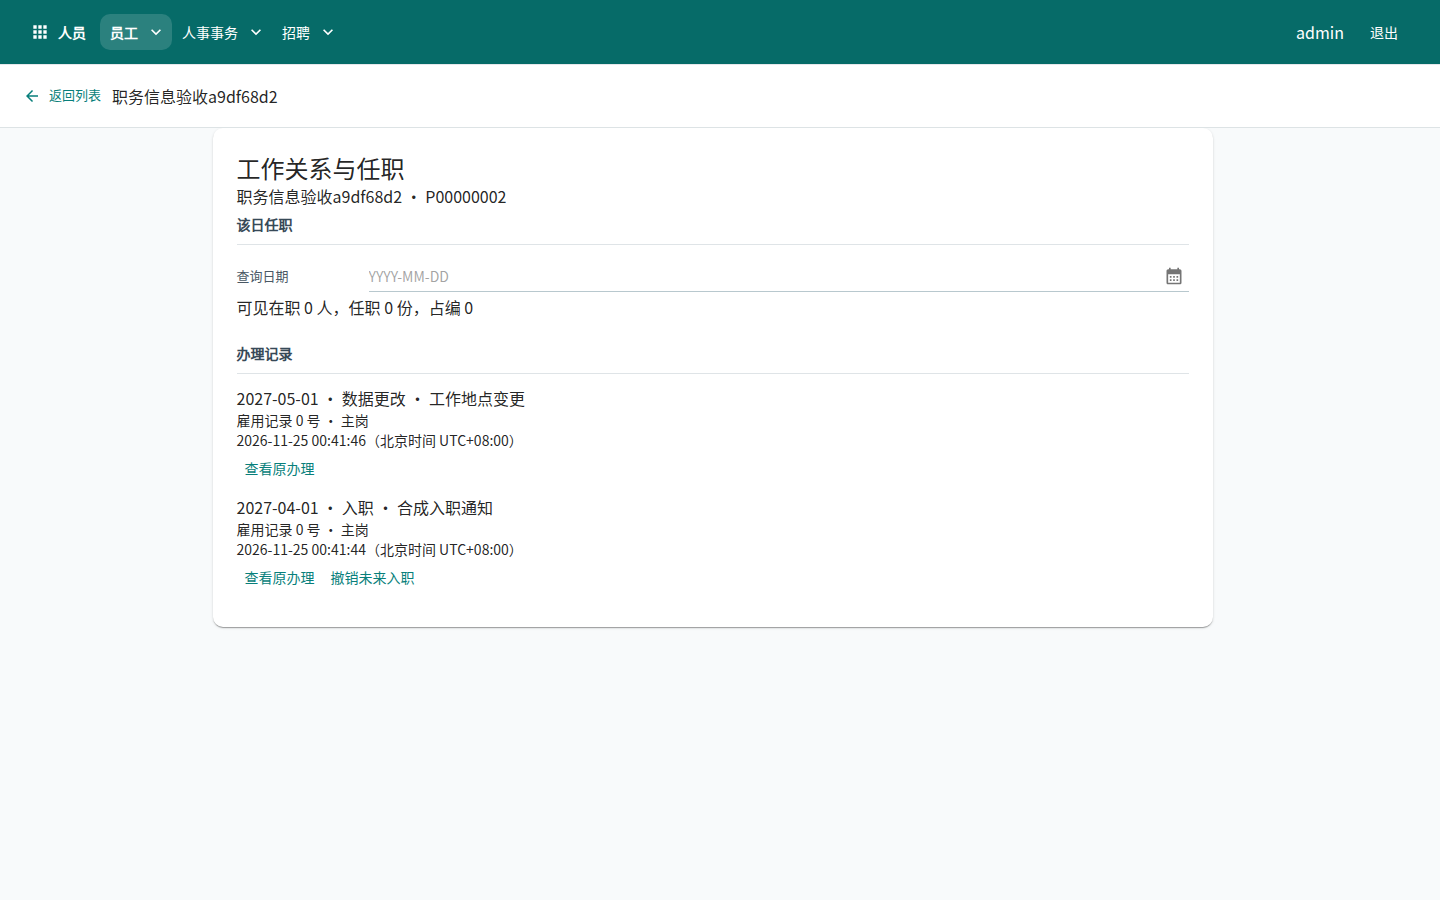 人员 员工 人事事务 招聘 admin 退出
返回列表 职务信息验收a9df68d2
工作关系与任职
职务信息验收a9df68d2 · P00000002
该日任职
查询日期 YYYY-MM-DD
可见在职 0 人，任职 0 份，占编 0
办理记录
2027-05-01 · 数据更改 · 工作地点变更
雇用记录 0 号 · 主岗
2026-11-25 00:41:46（北京时间 UTC+08:00）
查看原办理
2027-04-01 · 入职 · 合成入职通知
雇用记录 0 号 · 主岗
2026-11-25 00:41:44（北京时间 UTC+08:00）
查看原办理 撤销未来入职